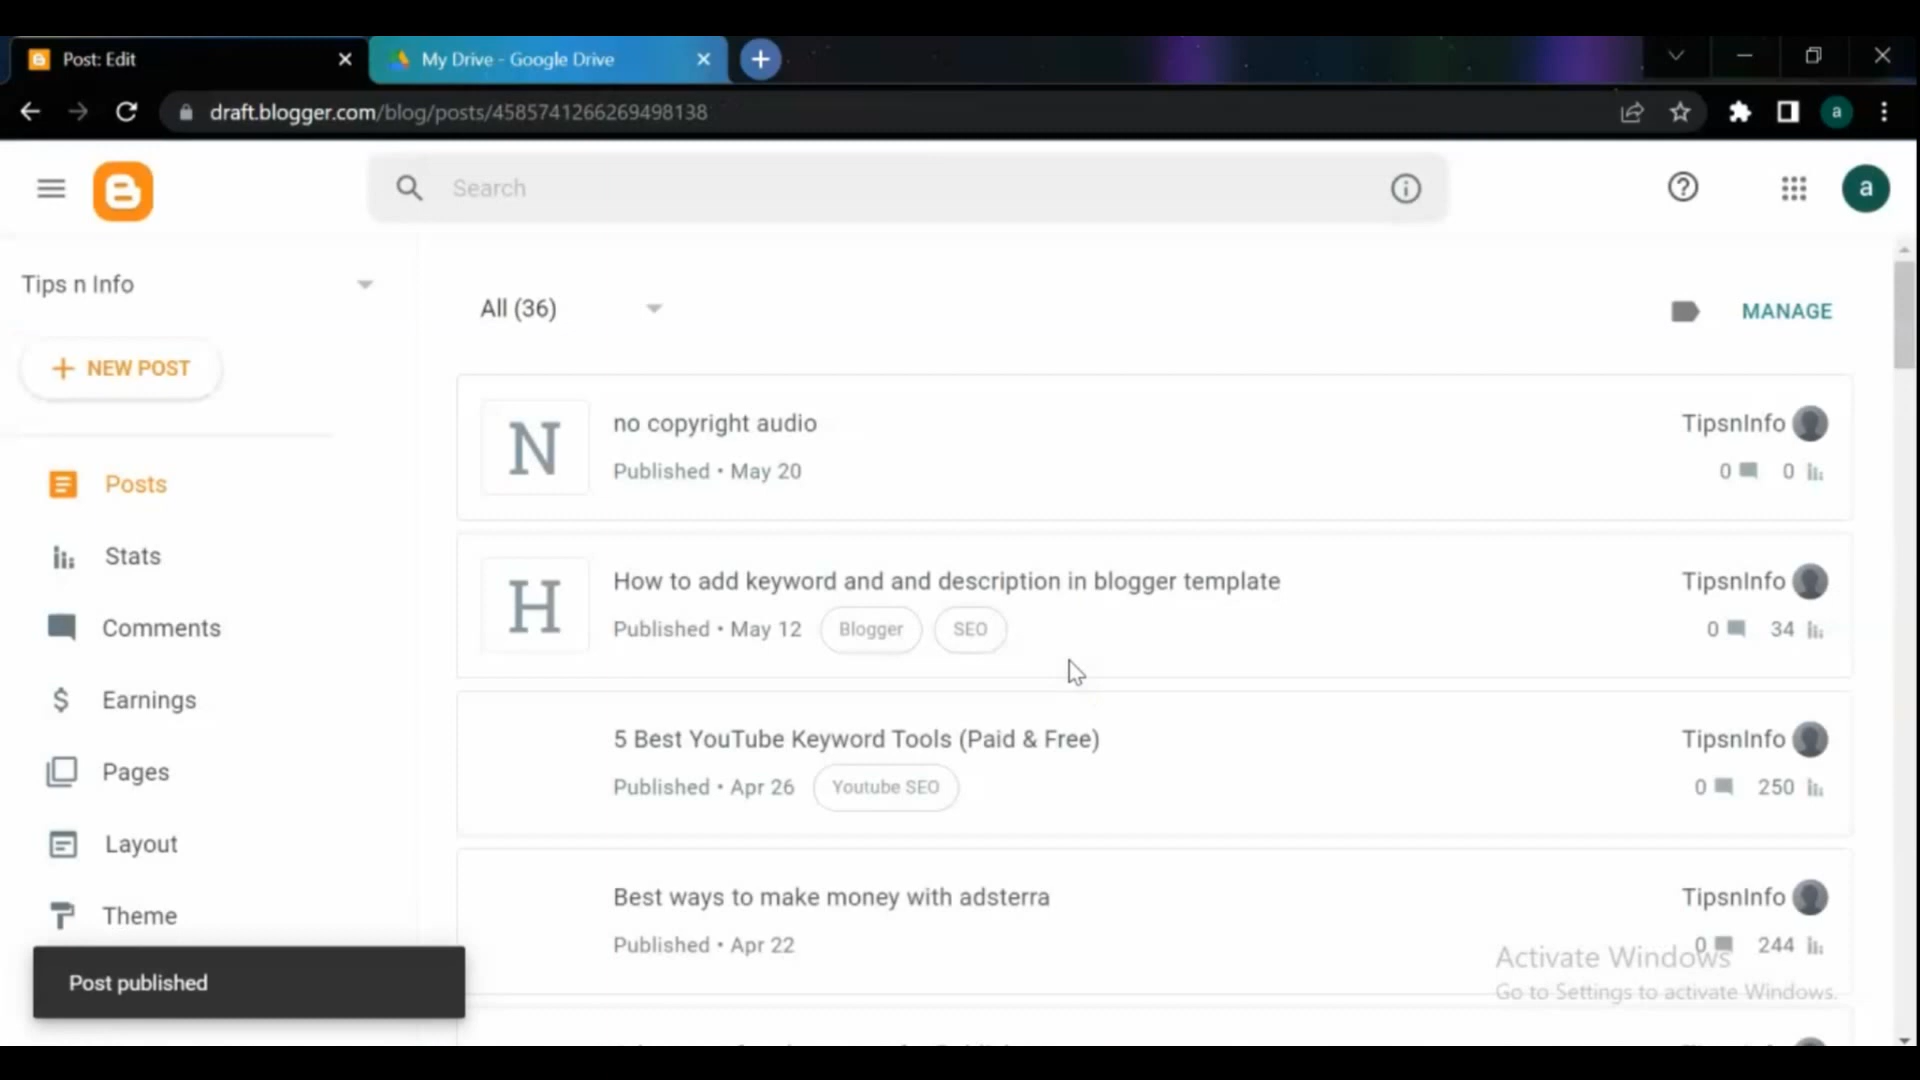 Post: Edit
My Drive - Google Drive
draft.blogger.com/blog/posts/4585741266269498138
a
Search
a
Tips n Info
All (36)
MANAGE
NEW POST
N
no copyright audio
TipsnInfo
Published • May 20
0 0
Posts
H
How to add keyword and and description in blogger template
TipsnInfo
Published • May 12
Blogger
SEO
0 34
Stats
Comments
Earnings
5 Best YouTube Keyword Tools (Paid & Free)
TipsnInfo
Published • Apr 26
Youtube SEO
0 250
Pages
Layout
Best ways to make money with adsterra
TipsnInfo
Published • Apr 22
0 244
Theme
Activate Windows
Go to Settings to activate Windows.
Post published